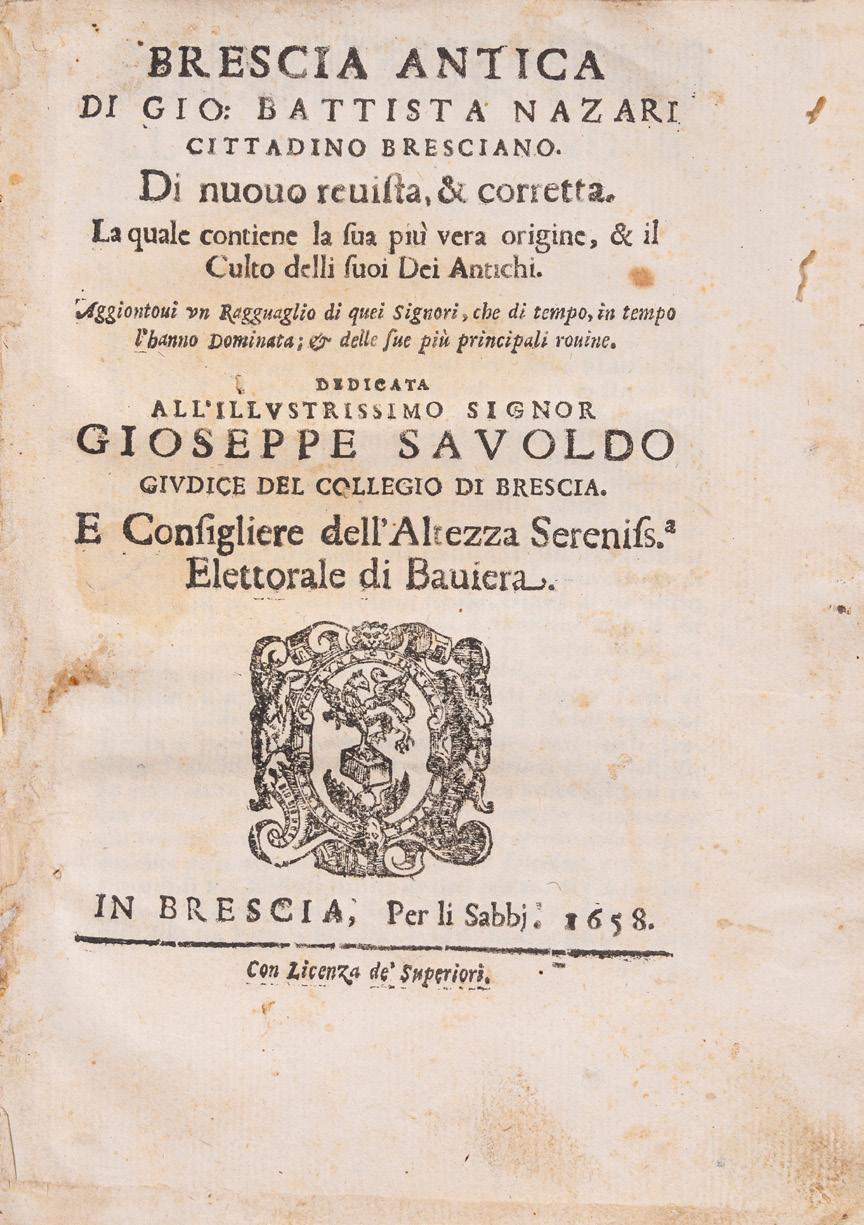 BRESCIA ANTICA
DI GIO: BATTISTA NAZARI
CITTADINO BRESCIANO.
Di nuouo reuiſta, & corretta.
La quale contiene la ſua più vera origine, & il
Culto delli ſuoi Dei Antichi.
Aggiontoui vn Ragguaglio di quei Signori, che di tempo, in tempo
l'hanno Dominata; & delle ſue più principali rouine.
DEDICATA
ALL'ILLVSTRISSIMO SIGNOR
GIOSEPPE SAVOLDO
GIVDICE DEL COLLEGIO DI BRESCIA.
E Conſigliere dell'Altezza Sereniſs.ª
Elettorale di Bauiera.
IN BRESCIA, Per li Sabbj. 1658.
Con Licenza de' Superiori.